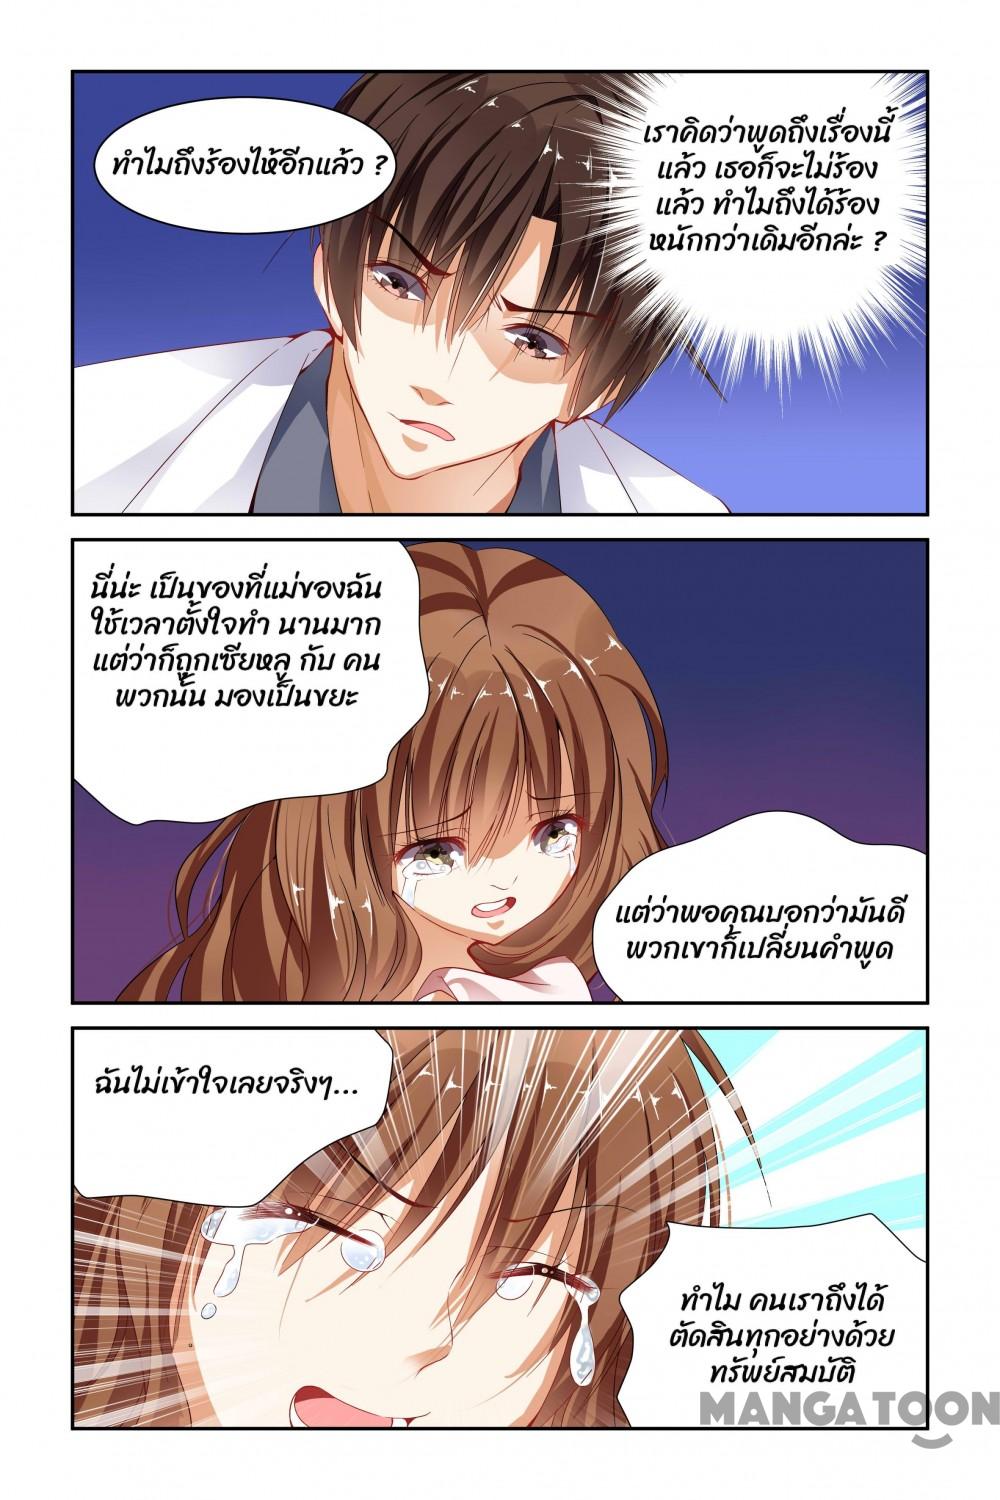 ทำไมถึงร้องไห้อีกแล้ว ?
เราคิดว่าพูดถึงเรื่องนี้
แล้ว เธอก็จะไม่ร้อง
แล้ว ทำไมถึงได้ร้อง
หนักกว่าเดิมอีกล่ะ ?
นี่น่ะ เป็นของที่แม่ของฉัน
ใช้เวลาตั้งใจทำ นานมาก
แต่ว่าก็ถูกเซียหลู กับ คน
พวกนั้น มองเป็นขยะ
แต่ว่าพอคุณบอกว่ามันดี
พวกเขาก็เปลี่ยนคำพูด
ฉันไม่เข้าใจเลยจริงๆ...
ทำไม คนเราถึงได้
ตัดสินทุกอย่างด้วย
ทรัพย์สมบัติ
MANGATOON